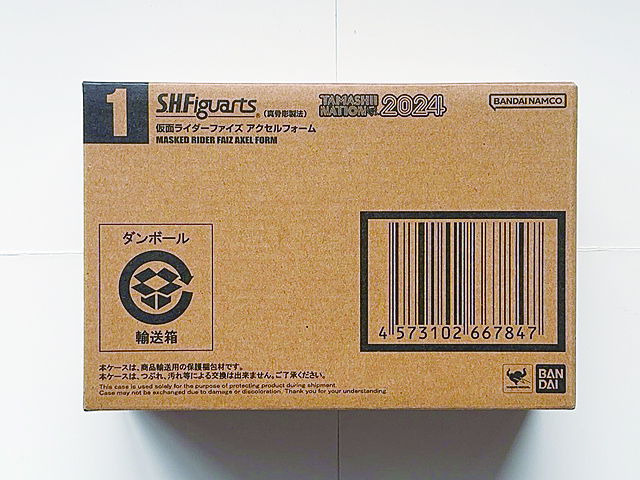 1
S.H.Figuarts
(真骨彫製法)
TAMASHII NATION 2024
BANDAI NAMCO
仮面ライダーファイズ アクセルフォーム
MASKED RIDER FAIZ AXEL FORM
ダンボール
輸送箱
4 573102 667847
本ケースは、商品輸送用の保護梱包材です。
本ケースは、つぶれ、汚れ等による交換は出来ません。ご了承ください。
This case is used solely for the purpose of protecting product during shipment.
Case may not be exchanged due to damage or discoloration. Thank you for your understanding.
BAN
DAI